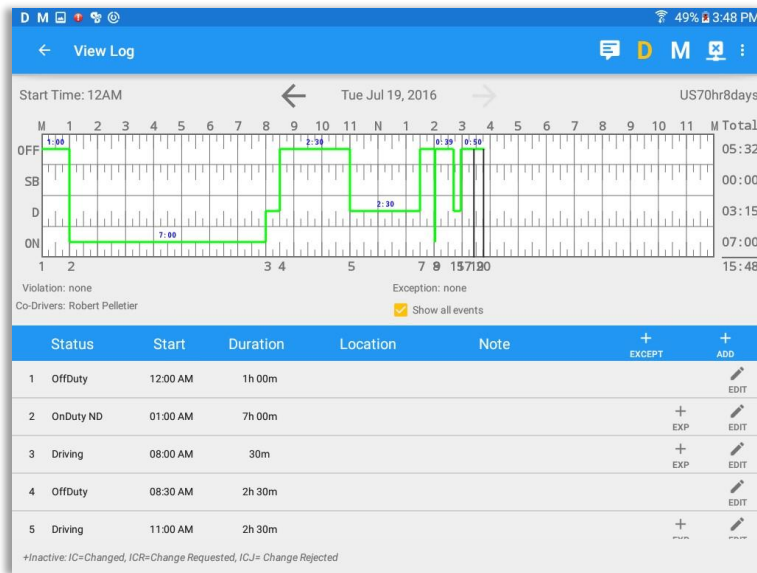 D M 49% 3:48 PM
View Log D M
Start Time: 12AM Tue Jul 19, 2016 US70hr8days
M 1 2 3 4 5 6 7 8 9 10 11 N 1 2 3 4 5 6 7 8 9 10 11 M Total
OFF 1:00 2:30 0:39 0:50 05:32
SB 00:00
D 2:30 03:15
ON 7:00 07:00
1 2 3 4 5 7 15:48
Violation: none Exception: none
Co-Drivers: Robert Pelletier Show all events
Status Start Duration Location Note + EXCEPT + ADD
1 OffDuty 12:00 AM 1h 00m EDIT
2 OnDuty ND 01:00 AM 7h 00m + EXP EDIT
3 Driving 08:00 AM 30m + EXP EDIT
4 OffDuty 08:30 AM 2h 30m EDIT
5 Driving 11:00 AM 2h 30m +
+Inactive: IC=Changed, ICR=Change Requested, ICJ= Change Rejected